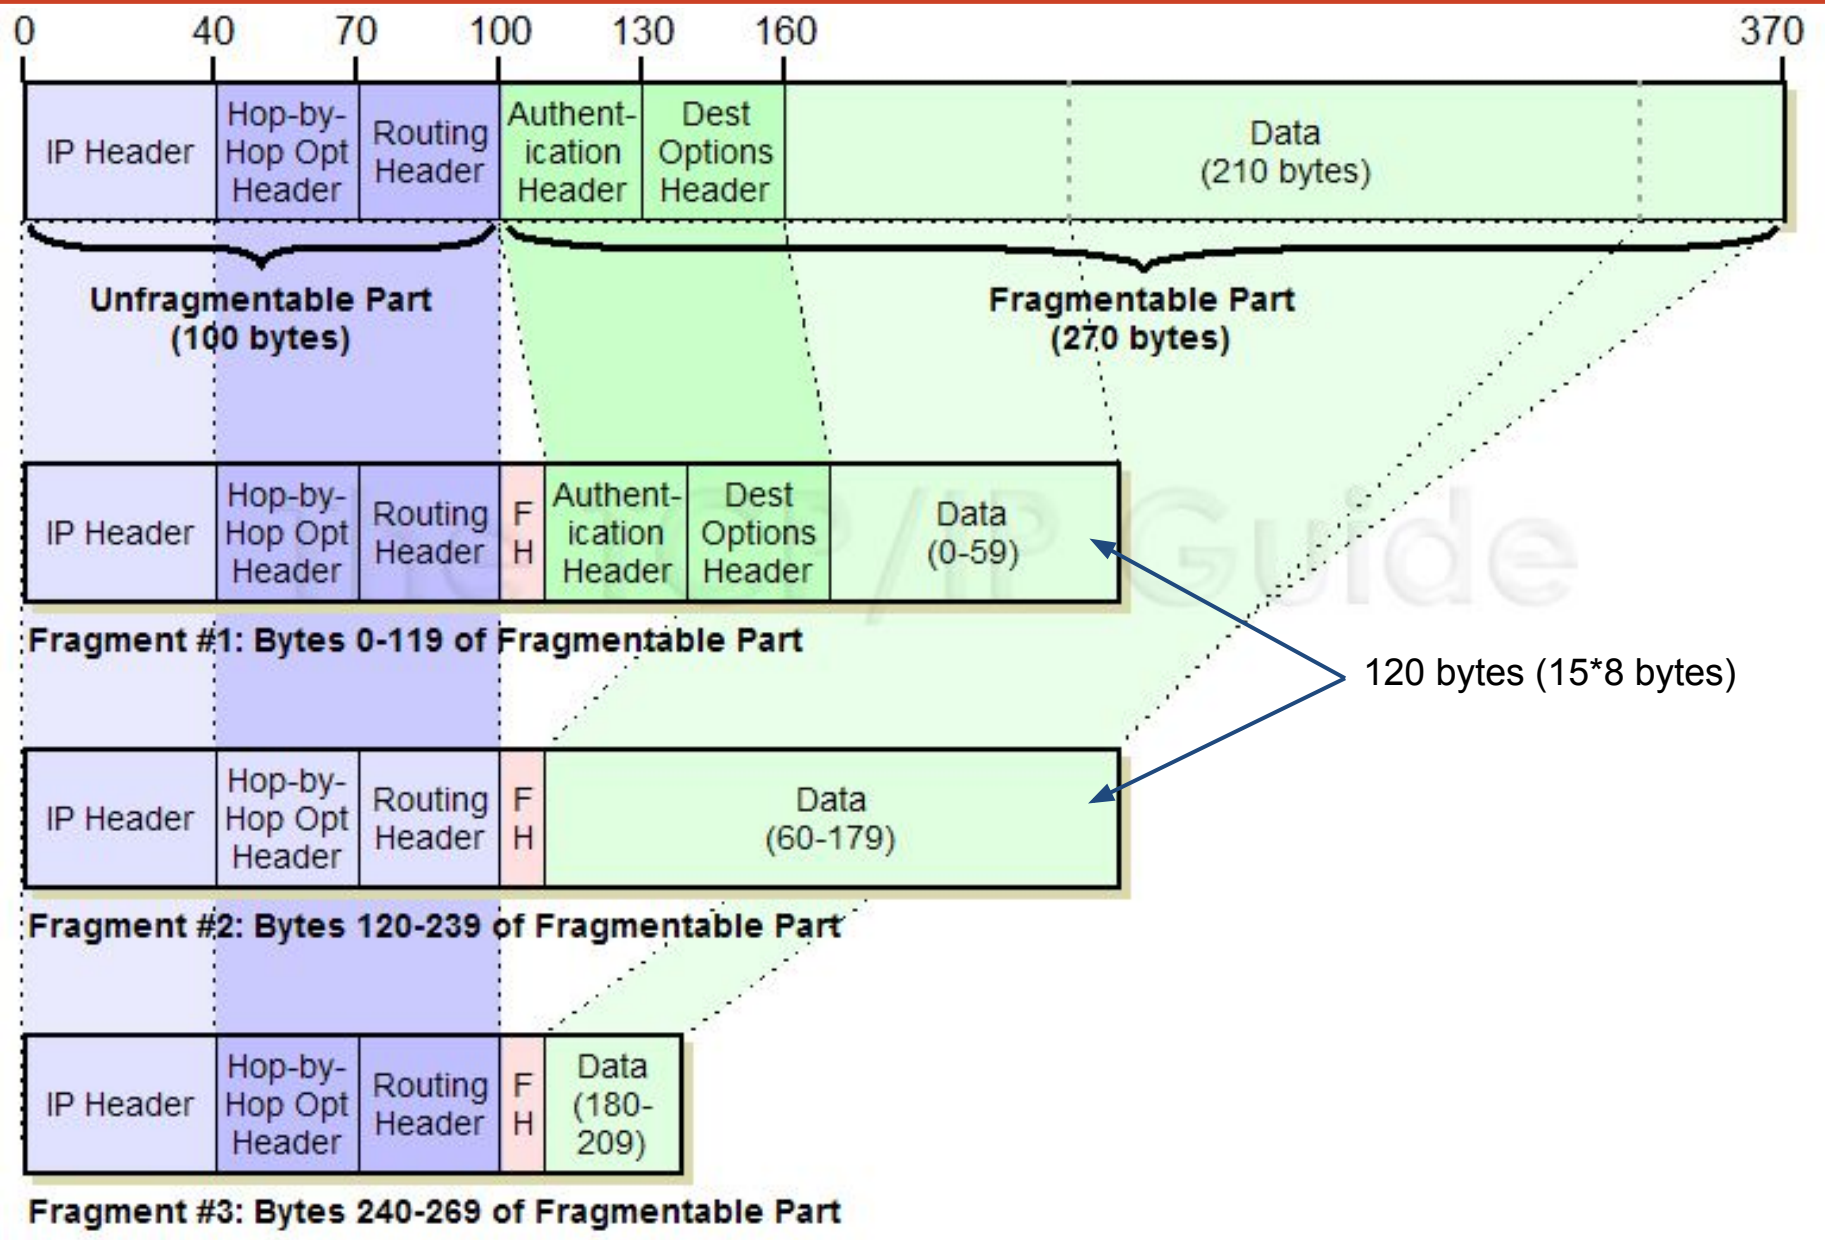 0 40 70 100 130 160 370
IP Header
Hop-by-
Hop Opt
Header
Routing
Header
Authent-
ication
Header
Dest
Options
Header
Data
(210 bytes)
Unfragmentable Part
(100 bytes)
Fragmentable Part
(270 bytes)
The TCP/IP Guide
IP Header
Hop-by-
Hop Opt
Header
Routing
Header
F
H
Authent-
ication
Header
Dest
Options
Header
Data
(0-59)
Fragment #1: Bytes 0-119 of Fragmentable Part
120 bytes (15*8 bytes)
IP Header
Hop-by-
Hop Opt
Header
Routing
Header
F
H
Data
(60-179)
Fragment #2: Bytes 120-239 of Fragmentable Part
IP Header
Hop-by-
Hop Opt
Header
Routing
Header
F
H
Data
(180-
209)
Fragment #3: Bytes 240-269 of Fragmentable Part